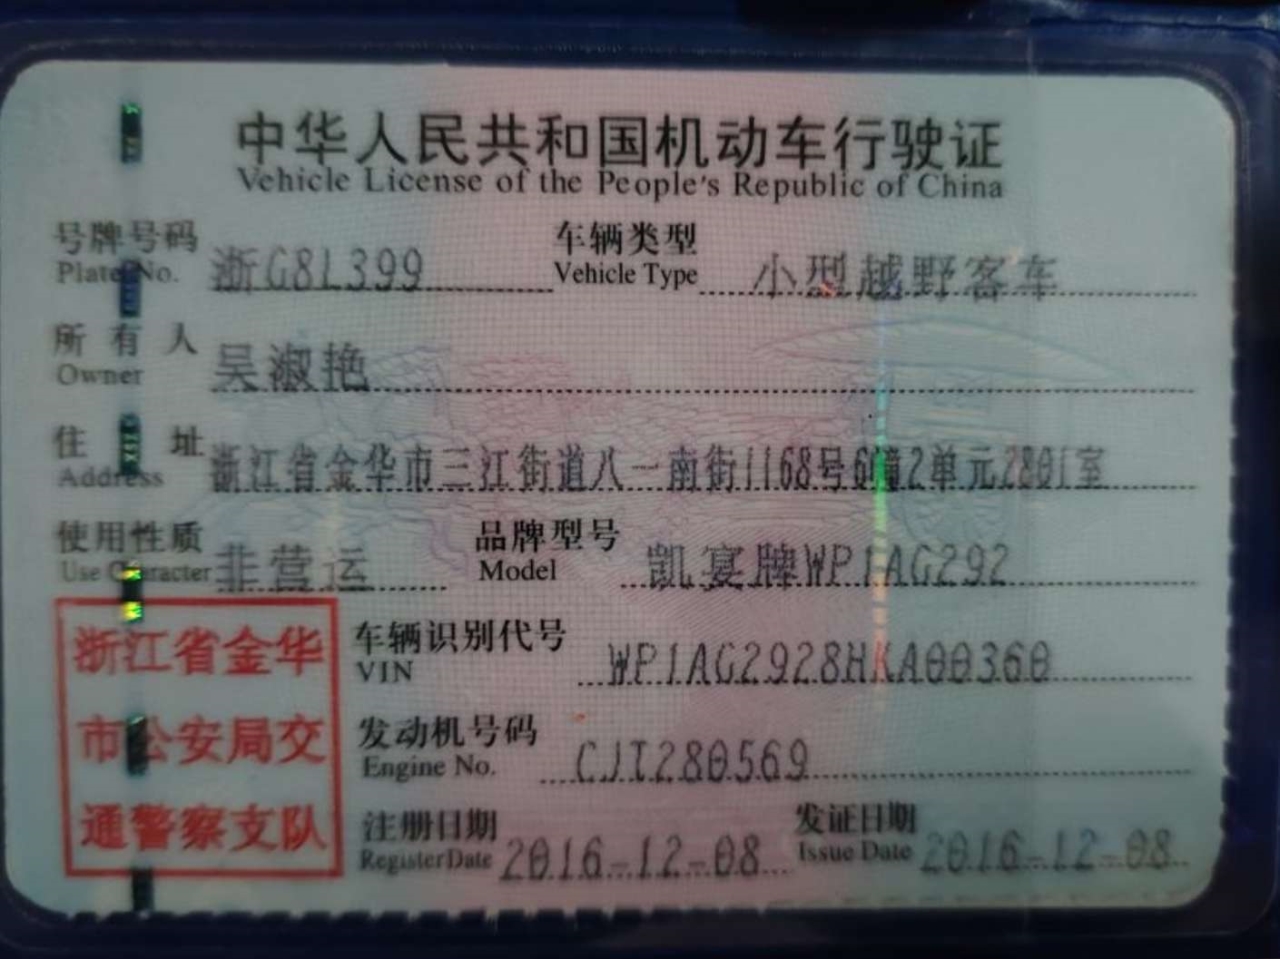 中华人民共和国机动车行驶证
Vehicle License of the People's Republic of China
号牌号码 浙G8L399 车辆类型 小型越野客车
Plate No. Vehicle Type
所有人 吴淑艳
Owner
住址 浙江省金华市三江街道八一南街1168号6幢2单元2801室
Address
使用性质 非营运 品牌型号 凯宴牌WP1AG292
Use Character Model
浙江省金华
市公安局交
通警察支队
车辆识别代号 WP1AG2928HKA00360
VIN
发动机号码 CJT280569
Engine No.
注册日期 2016-12-08 发证日期 2016-12-08
Register Date Issue Date